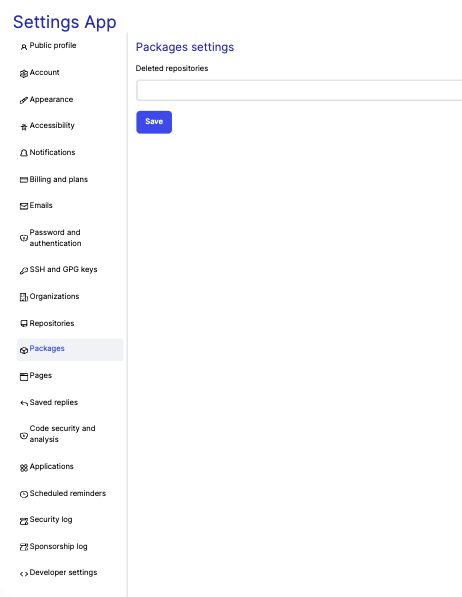 Settings App
Public profile
Account
Appearance
Accessibility
Notifications
Billing and plans
Emails
Password and
authentication
SSH and GPG keys
Organizations
Repositories
Packages
Pages
Saved replies
Code security and
analysis
Applications
Scheduled reminders
Security log
Sponsorship log
Developer settings
Packages settings
Deleted repositories
Save